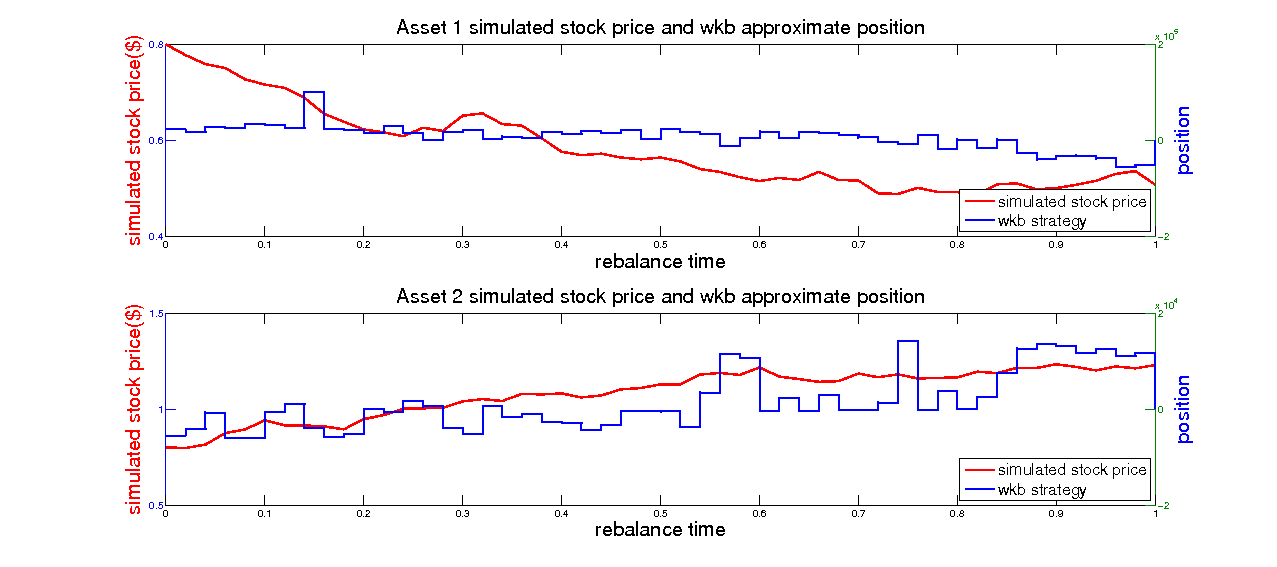 Asset 1 simulated stock price and wkb approximate position
simulated stock price($)
0.8
0.6
0.4
2
0
-2
position
simulated stock price
wkb strategy
0 0.1 0.2 0.3 0.4 0.5 0.6 0.7 0.8 0.9 1
rebalance time
Asset 2 simulated stock price and wkb approximate position
x 10^4
simulated stock price($)
1.5
1
0.5
2
0
-2
position
simulated stock price
wkb strategy
0 0.1 0.2 0.3 0.4 0.5 0.6 0.7 0.8 0.9 1
rebalance time